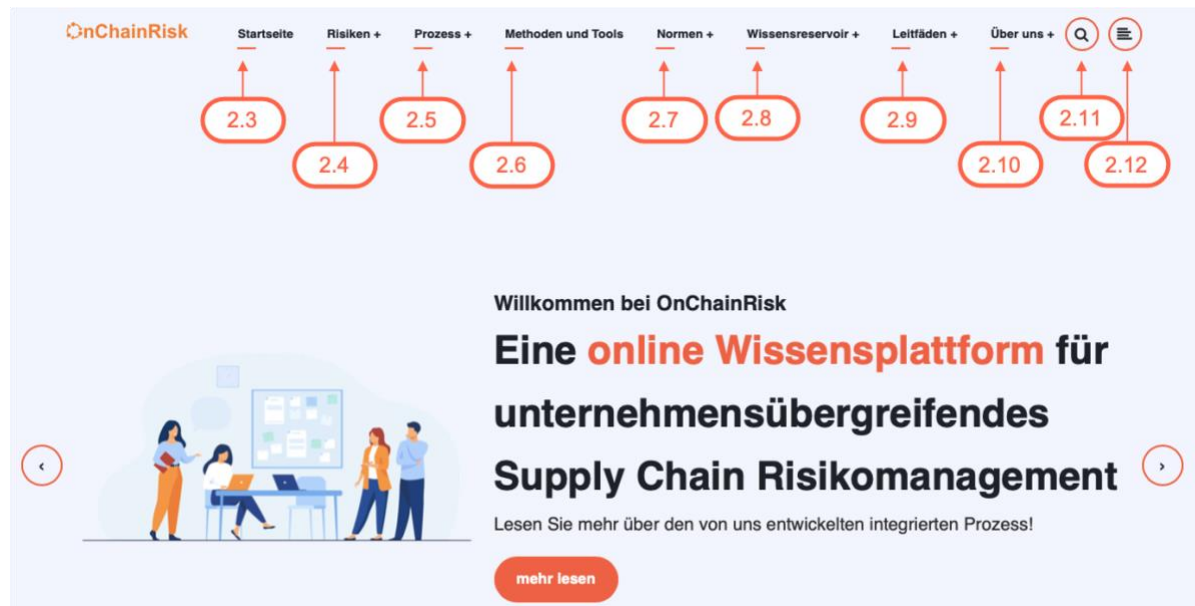 OnChainRisk Startseite Risiken + Prozess + Methoden und Tools Normen + Wissensreservoir + Leitfäden + Über uns +
2.3 2.5 2.7 2.8 2.9 2.11
2.4 2.6 2.10 2.12
Willkommen bei OnChainRisk
Eine online Wissensplattform für
unternehmensübergreifendes
Supply Chain Risikomanagement
Lesen Sie mehr über den von uns entwickelten integrierten Prozess!
mehr lesen